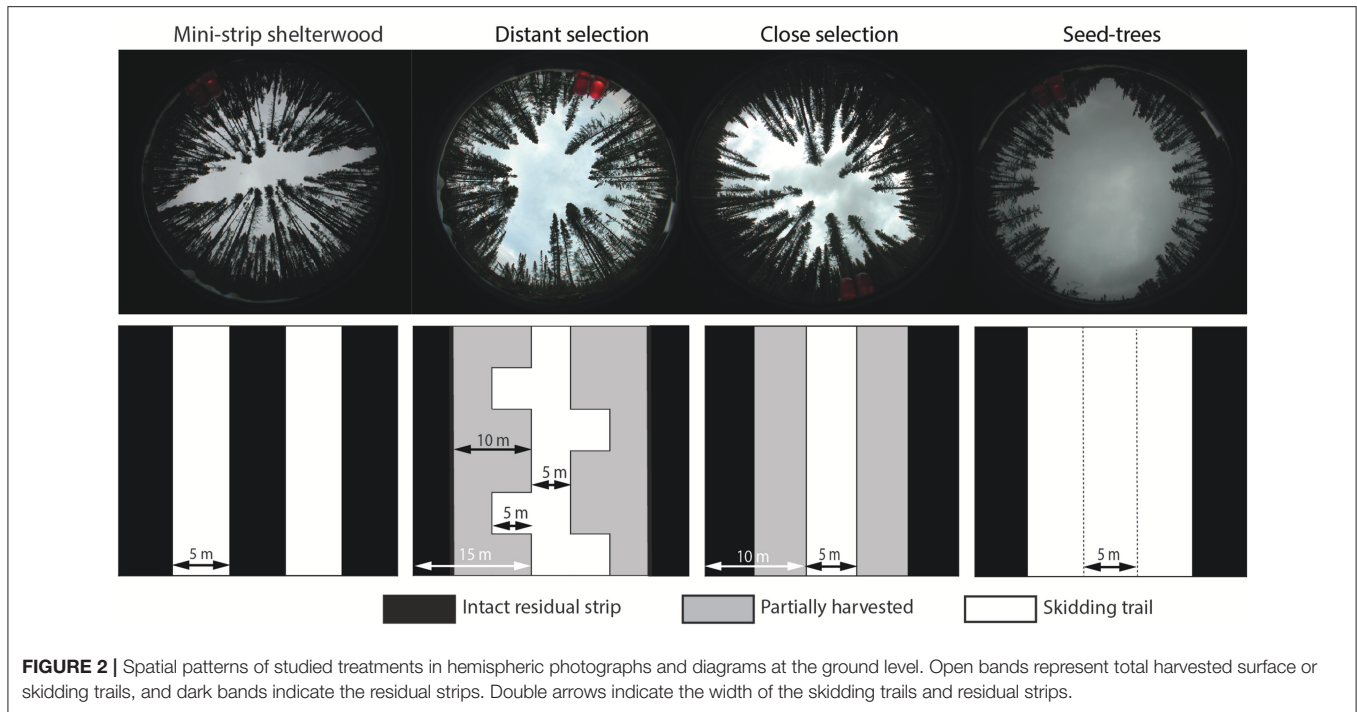 Mini-strip shelterwood
Distant selection
Close selection
Seed-trees
10 m
5 m
5 m
5 m
15 m
10 m
5 m
5 m
Intact residual strip
Partially harvested
Skidding trail
FIGURE 2 | Spatial patterns of studied treatments in hemispheric photographs and diagrams at the ground level. Open bands represent total harvested surface or
skidding trails, and dark bands indicate the residual strips. Double arrows indicate the width of the skidding trails and residual strips.